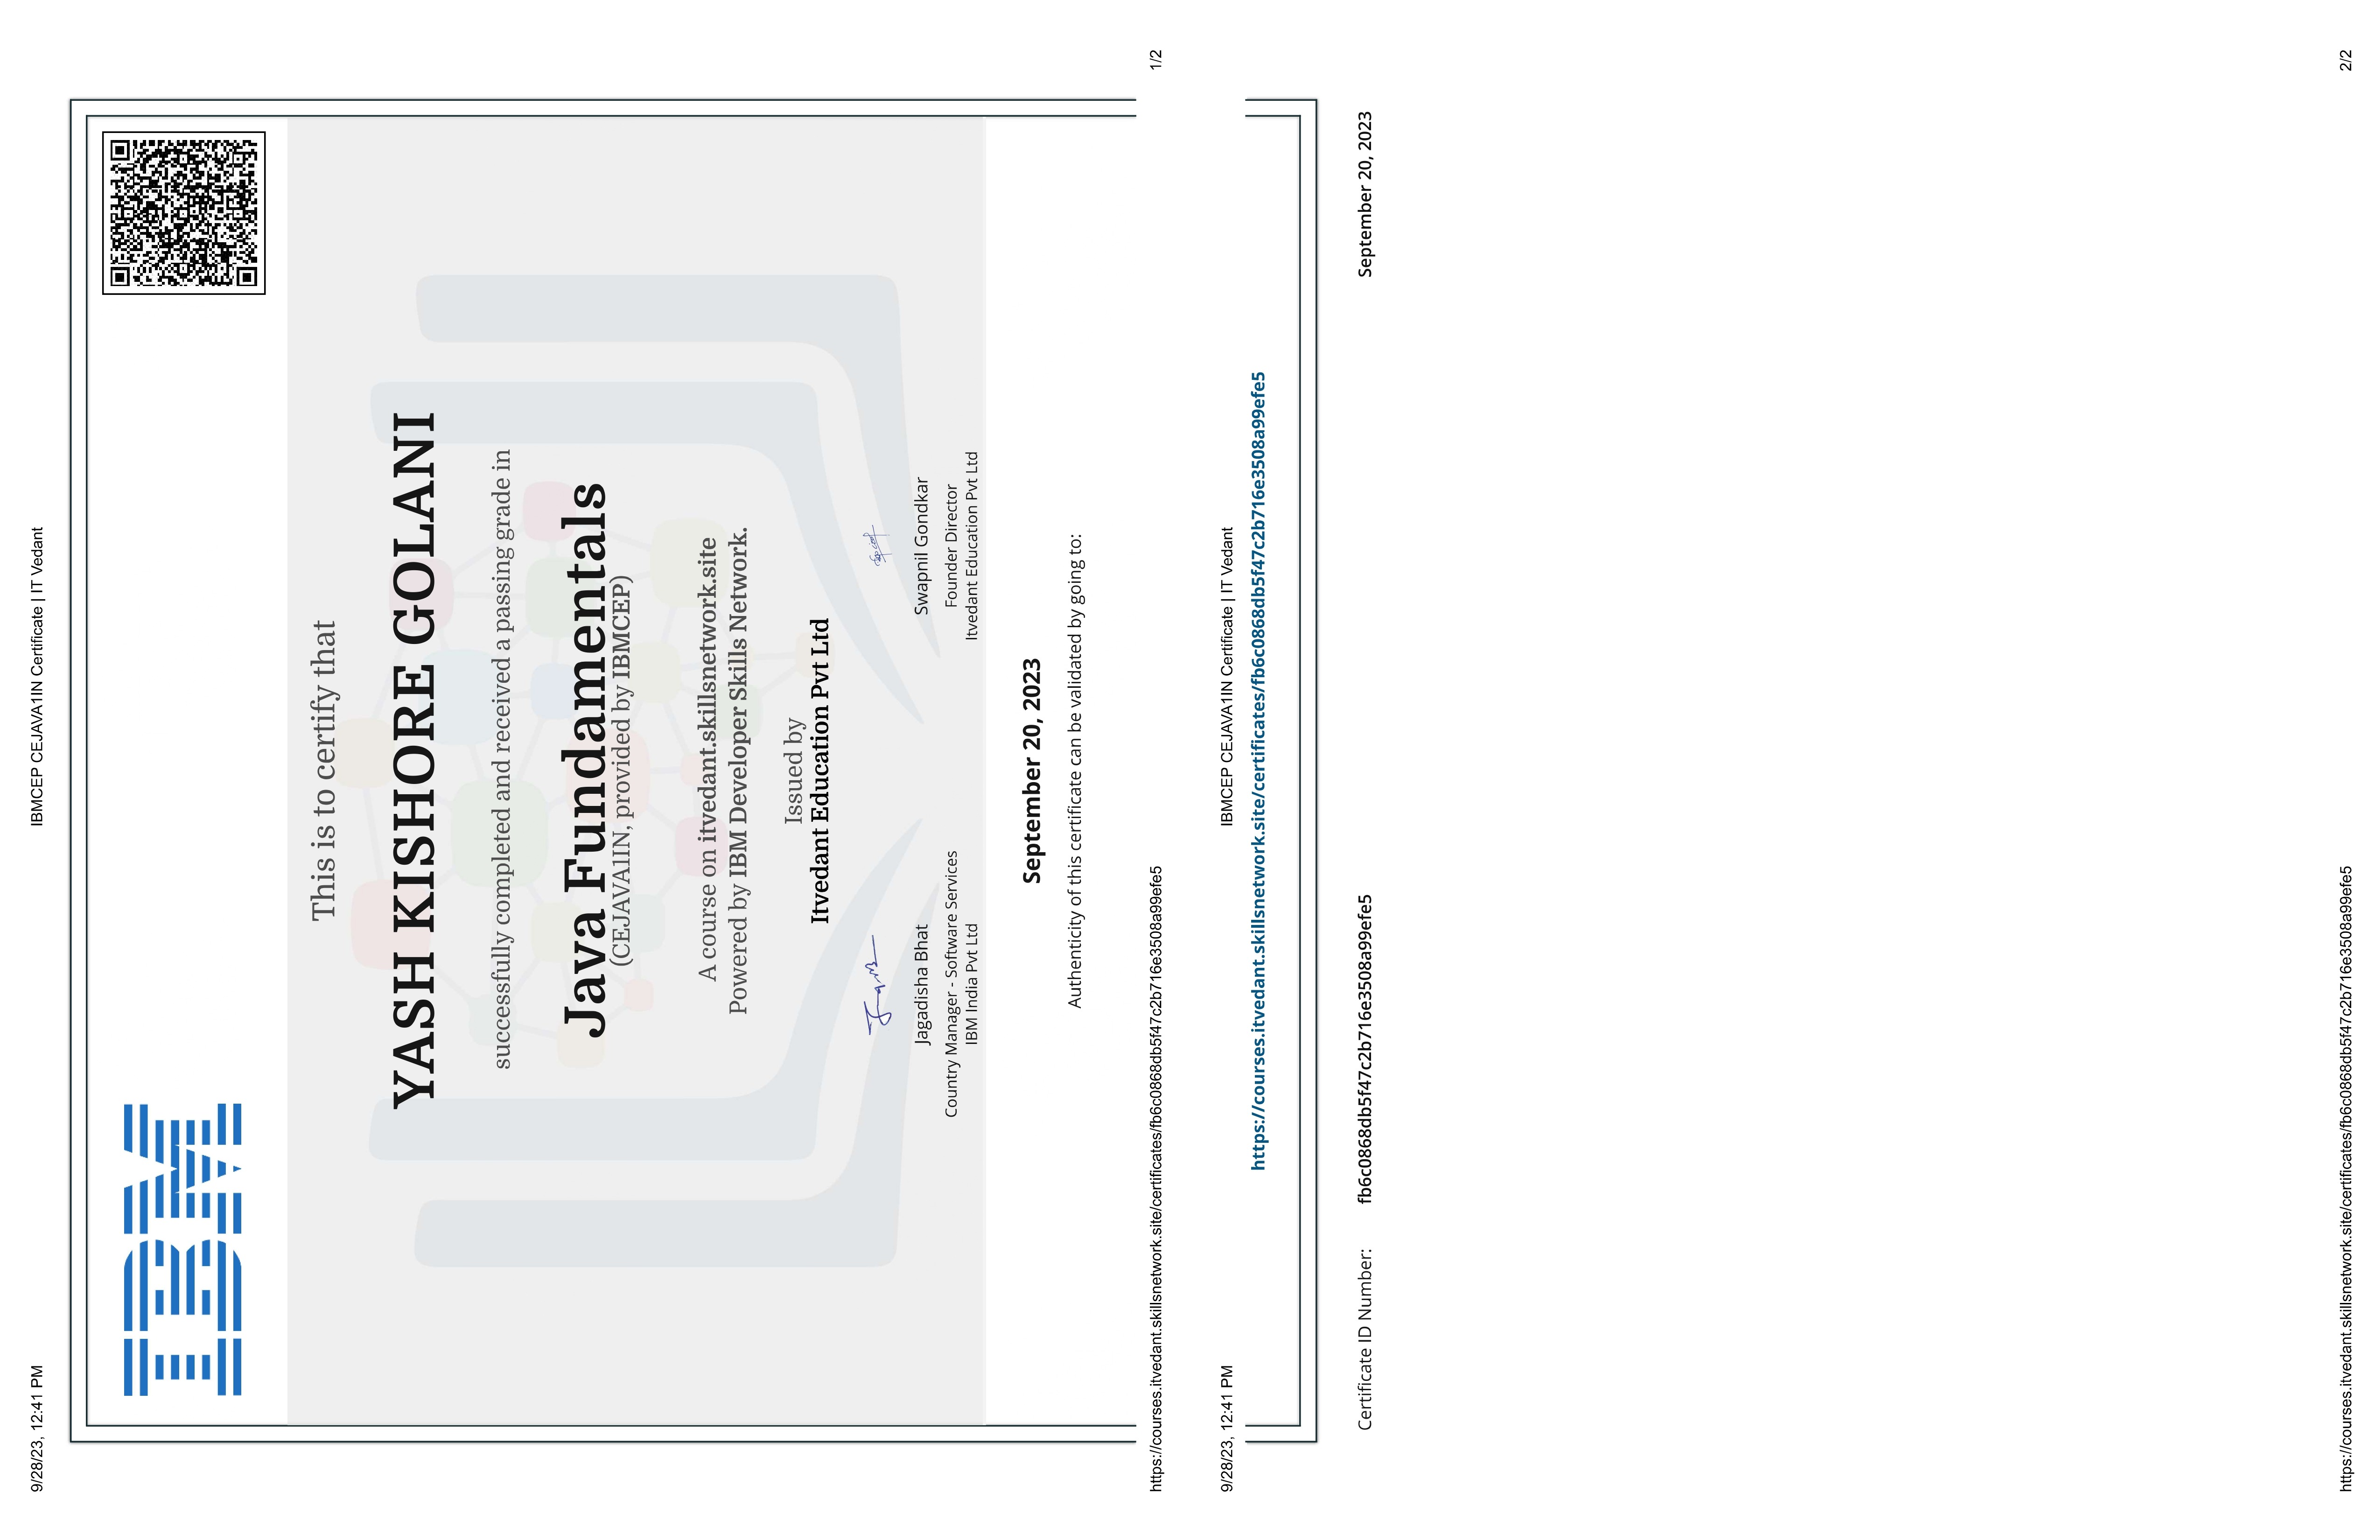 9/28/23, 12:41 PM
IBMCEP CEJAVA1IN Certificate | IT Vedant
IBM
This is to certify that
YASH KISHORE GOLANI
successfully completed and received a passing grade in
Java Fundamentals
(CEJAVA1IN, provided by IBMCEP)
A course on itvedant.skillsnetwork.site
Powered by IBM Developer Skills Network.
Issued by
Itvedant Education Pvt Ltd
Jagadisha Bhat
Country Manager - Software Services
IBM India Pvt Ltd
Swapnil Gondkar
Founder Director
Itvedant Education Pvt Ltd
September 20, 2023
Authenticity of this certificate can be validated by going to:
https://courses.itvedant.skillsnetwork.site/certificates/fb6c0868db5f47c2b716e3508a99efe5
1/2
9/28/23, 12:41 PM
IBMCEP CEJAVA1IN Certificate | IT Vedant
https://courses.itvedant.skillsnetwork.site/certificates/fb6c0868db5f47c2b716e3508a99efe5
Certificate ID Number: fb6c0868db5f47c2b716e3508a99efe5
September 20, 2023
https://courses.itvedant.skillsnetwork.site/certificates/fb6c0868db5f47c2b716e3508a99efe5
2/2